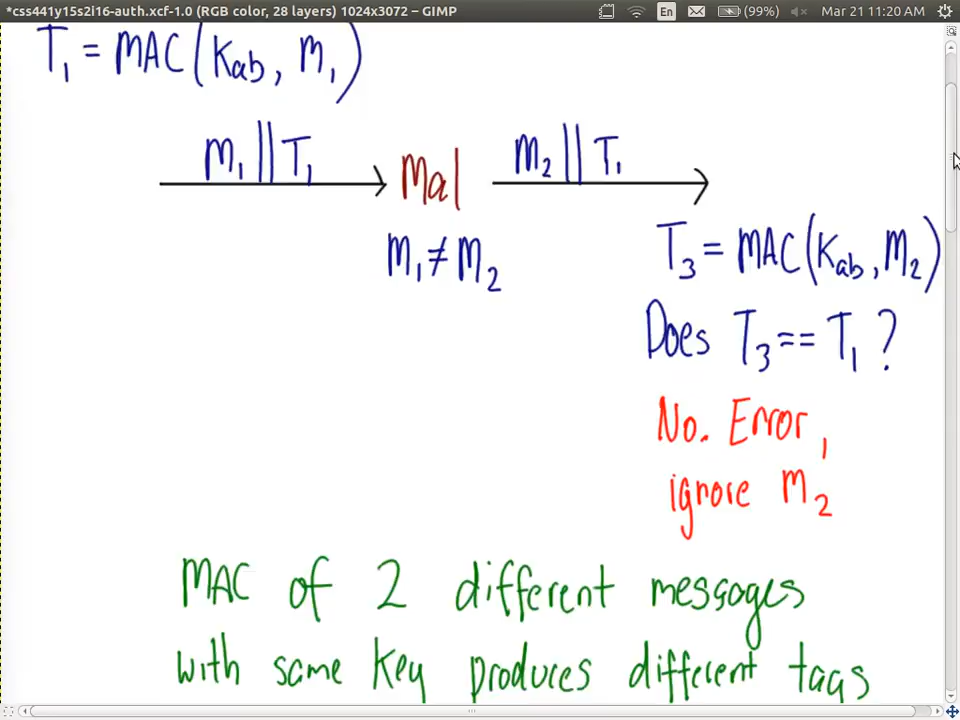 *css441y15s2i16-auth.xcf-1.0 (RGB color, 28 layers) 1024x3072 – GIMP
En (99%) Mar 21 11:20 AM
T₁ = MAC(Kab, M₁)
M₁||T₁
Mal
M₂||T₁
M₁≠M₂
T₃ = MAC(Kab, M₂)
Does T₃ == T₁ ?
No. Error,
ignore M₂
MAC of 2 different messages
with same key produces different tags